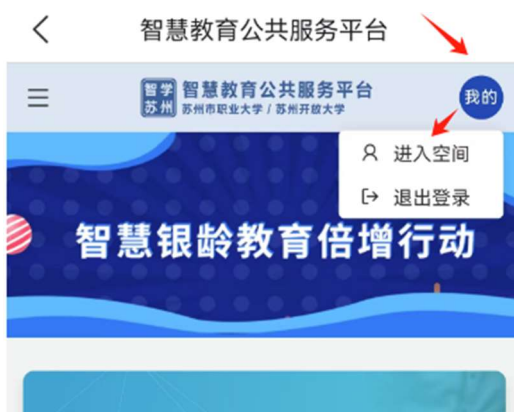 智慧教育公共服务平台
智学
苏州
智慧教育公共服务平台
苏州市职业大学 / 苏州开放大学
我的
进入空间
退出登录
智慧银龄教育倍增行动